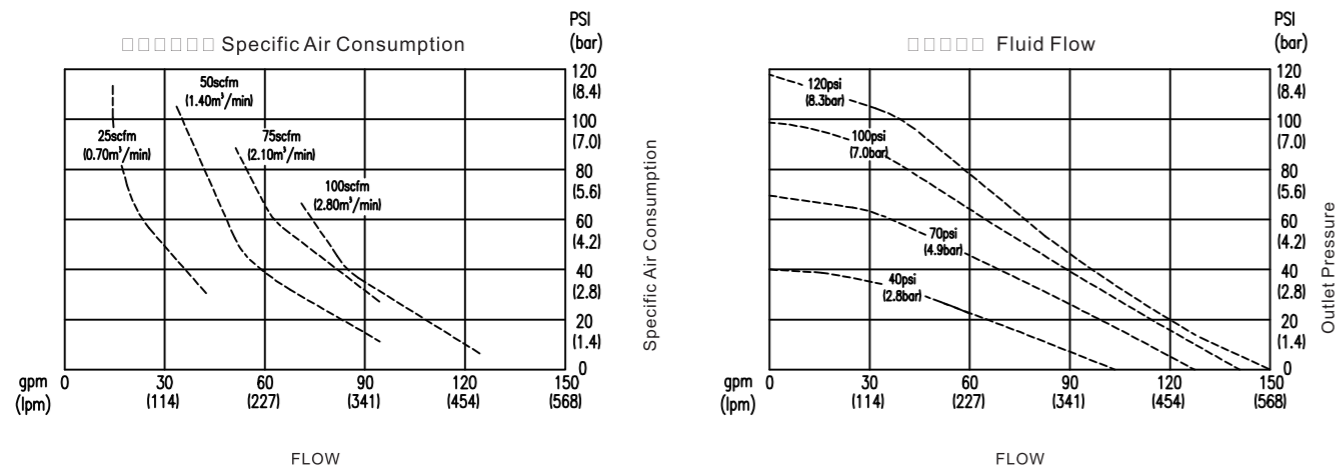 Specific Air Consumption
PSI
(bar)
50scfm
(1.40m³/min)
25scfm
(0.70m³/min)
75scfm
(2.10m³/min)
100scfm
(2.80m³/min)
120
(8.4)
100
(7.0)
80
(5.6)
60
(4.2)
40
(2.8)
20
(1.4)
0
Specific Air Consumption
gpm 0 30 60 90 120 150
(lpm) (114) (227) (341) (454) (568)
FLOW
Fluid Flow
PSI
(bar)
120psi
(8.3bar)
100psi
(7.0bar)
70psi
(4.9bar)
40psi
(2.8bar)
120
(8.4)
100
(7.0)
80
(5.6)
60
(4.2)
40
(2.8)
20
(1.4)
0
Outlet Pressure
gpm 0 30 60 90 120 150
(lpm) (114) (227) (341) (454) (568)
FLOW